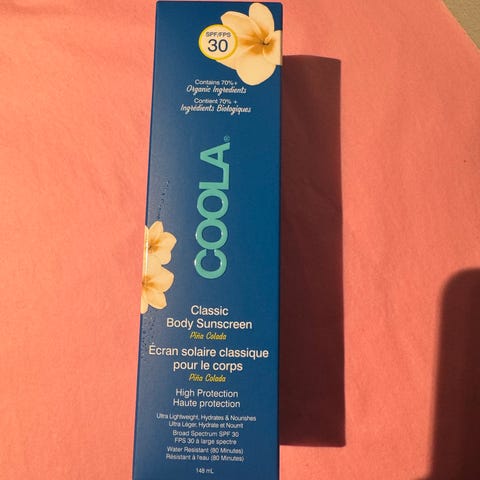 SPF/FPS
30
Contains 70%+
Organic Ingredients
Contient 70% +
Ingrédients Biologiques
COOLA®
Classic
Body Sunscreen
Piña Colada
Écran solaire classique
pour le corps
Piña Colada
High Protection
Haute protection
Ultra Lightweight, Hydrates & Nourishes
Ultra Léger, Hydrate et Nourrit
Broad Spectrum SPF 30
FPS 30 à large spectre
Water Resistant (80 Minutes)
Résistant à l'eau (80 Minutes)
148 mL